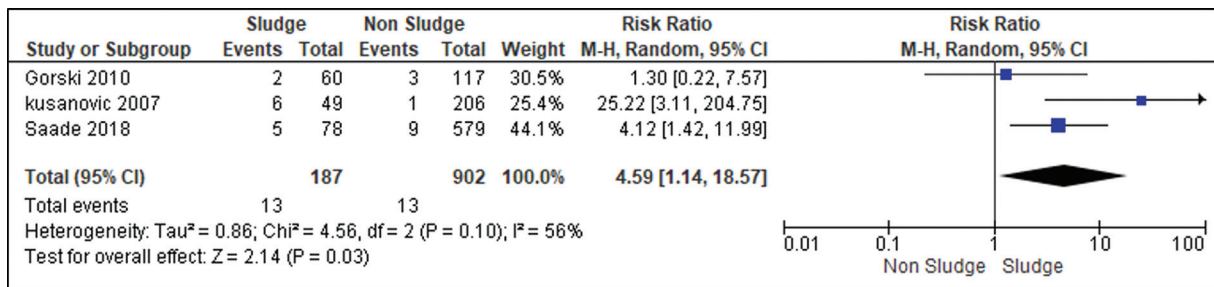 Sludge Non Sludge Risk Ratio Risk Ratio
Study or Subgroup Events Total Events Total Weight M-H, Random, 95% CI M-H, Random, 95% CI
Gorski 2010 2 60 3 117 30.5% 1.30 [0.22, 7.57]
kusanovic 2007 6 49 1 206 25.4% 25.22 [3.11, 204.75]
Saade 2018 5 78 9 579 44.1% 4.12 [1.42, 11.99]
Total (95% CI) 187 902 100.0% 4.59 [1.14, 18.57]
Total events 13 13
Heterogeneity: Tau² = 0.86; Chi² = 4.56, df = 2 (P = 0.10); I² = 56%
Test for overall effect: Z = 2.14 (P = 0.03)
0.01 0.1 1 10 100
Non Sludge Sludge